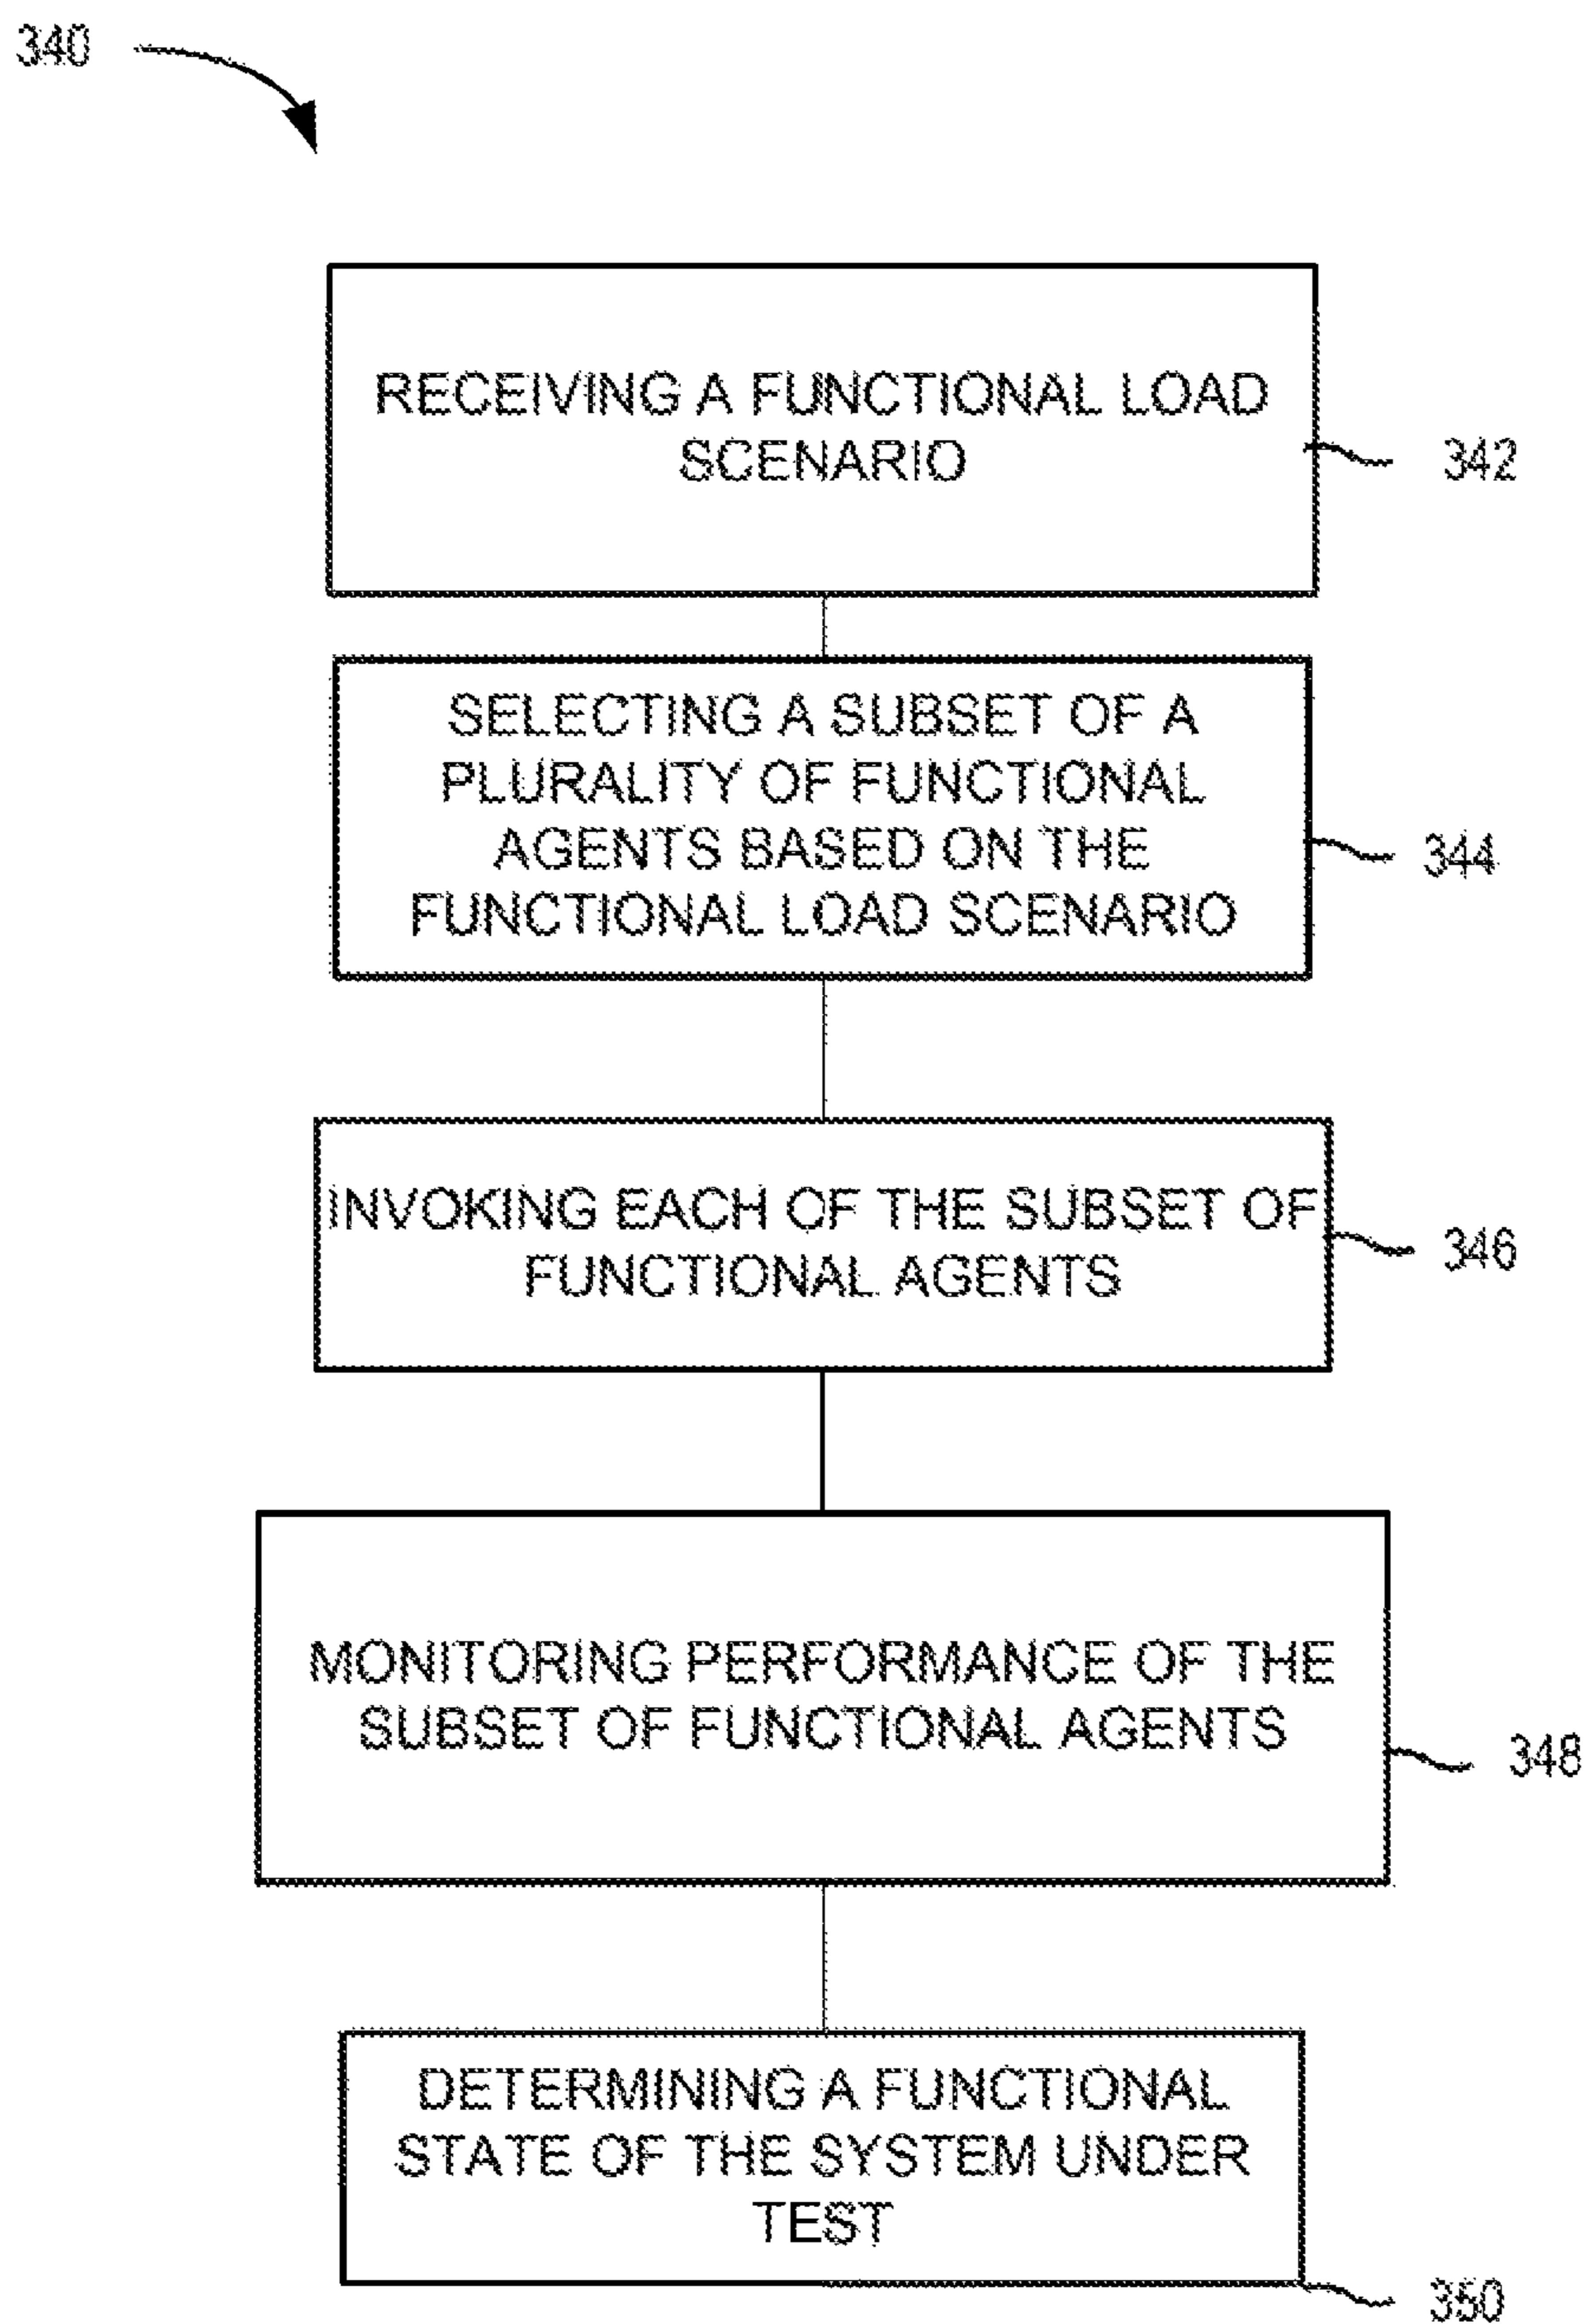 340
RECEIVING A FUNCTIONAL LOAD
SCENARIO
342
SELECTING A SUBSET OF A
PLURALITY OF FUNCTIONAL
AGENTS BASED ON THE
FUNCTIONAL LOAD SCENARIO
344
INVOKING EACH OF THE SUBSET OF
FUNCTIONAL AGENTS
346
MONITORING PERFORMANCE OF THE
SUBSET OF FUNCTIONAL AGENTS
348
DETERMINING A FUNCTIONAL
STATE OF THE SYSTEM UNDER
TEST
350